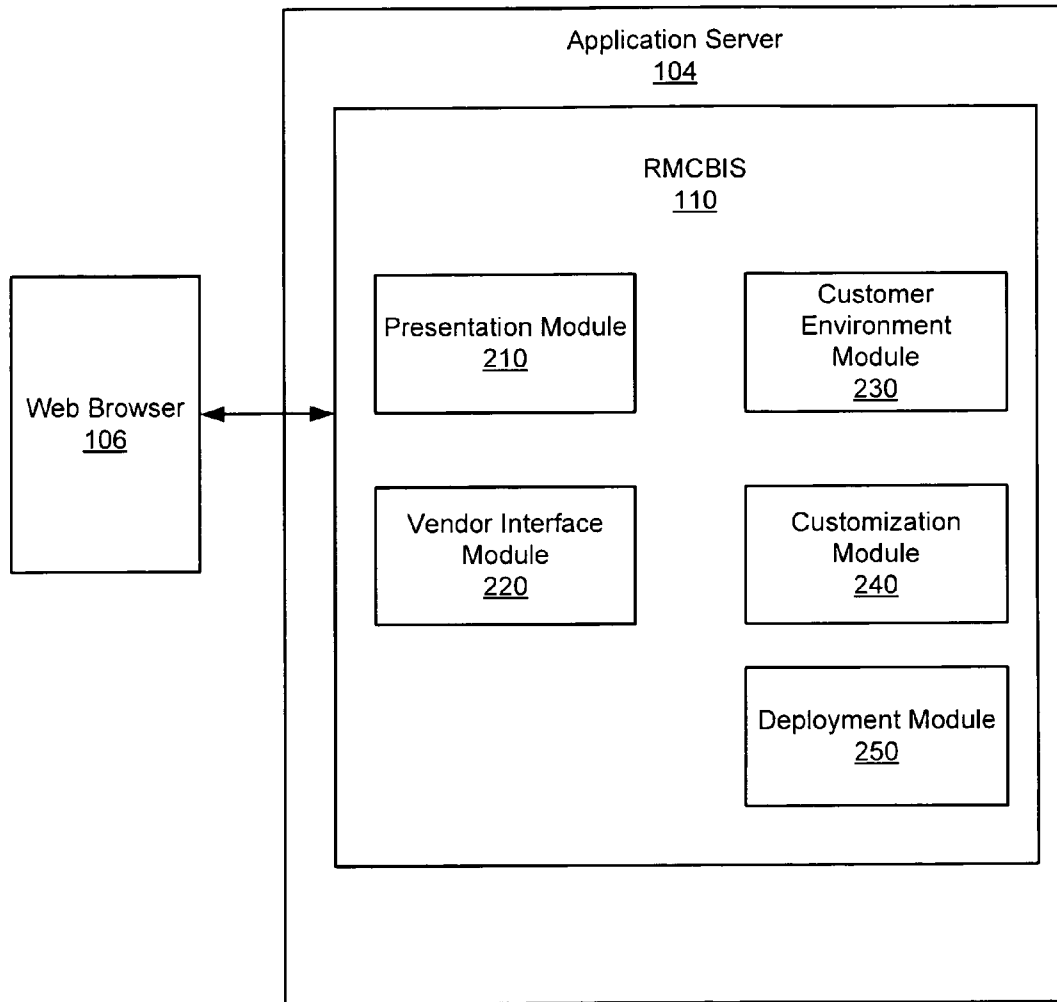 Application Server
104
RMCBIS
110
Web Browser
106
Presentation Module
210
Customer
Environment
Module
230
Vendor Interface
Module
220
Customization
Module
240
Deployment Module
250